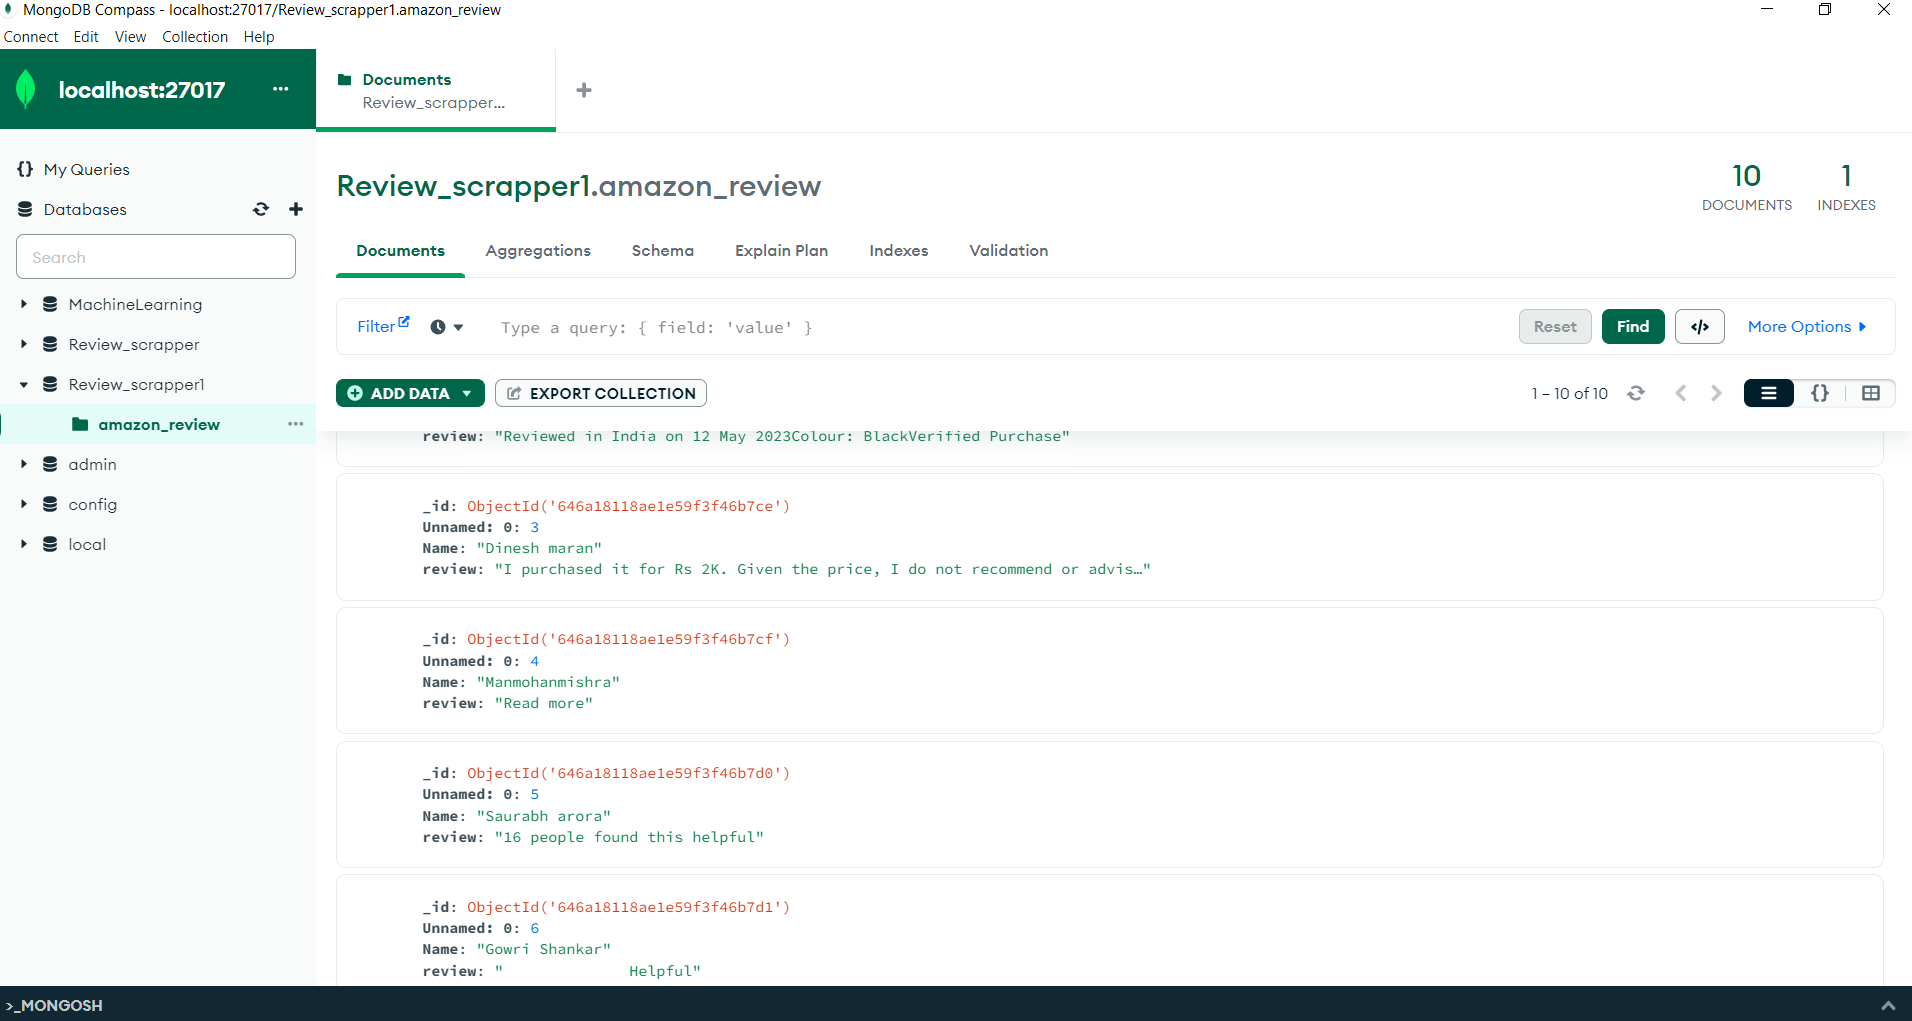 MongoDB Compass - localhost:27017/Review_scrapper1.amazon_review
Connect Edit View Collection Help
localhost:27017 ...
Documents
Review_scrapper...
{} My Queries
Databases
Search
MachineLearning
Review_scrapper
Review_scrapper1
amazon_review ...
admin
config
local
Review_scrapper1.amazon_review
10
DOCUMENTS
1
INDEXES
Documents Aggregations Schema Explain Plan Indexes Validation
Filter Type a query: { field: 'value' } Reset Find </> More Options
ADD DATA EXPORT COLLECTION 1 – 10 of 10 {}
review: "Reviewed in India on 12 May 2023Colour: BlackVerified Purchase"
_id: ObjectId('646a18118ae1e59f3f46b7ce')
Unnamed: 0: 3
Name: "Dinesh maran"
review: "I purchased it for Rs 2K. Given the price, I do not recommend or advis…"
_id: ObjectId('646a18118ae1e59f3f46b7cf')
Unnamed: 0: 4
Name: "Manmohanmishra"
review: "Read more"
_id: ObjectId('646a18118ae1e59f3f46b7d0')
Unnamed: 0: 5
Name: "Saurabh arora"
review: "16 people found this helpful"
_id: ObjectId('646a18118ae1e59f3f46b7d1')
Unnamed: 0: 6
Name: "Gowri Shankar"
review: "              Helpful"
>_MONGOSH